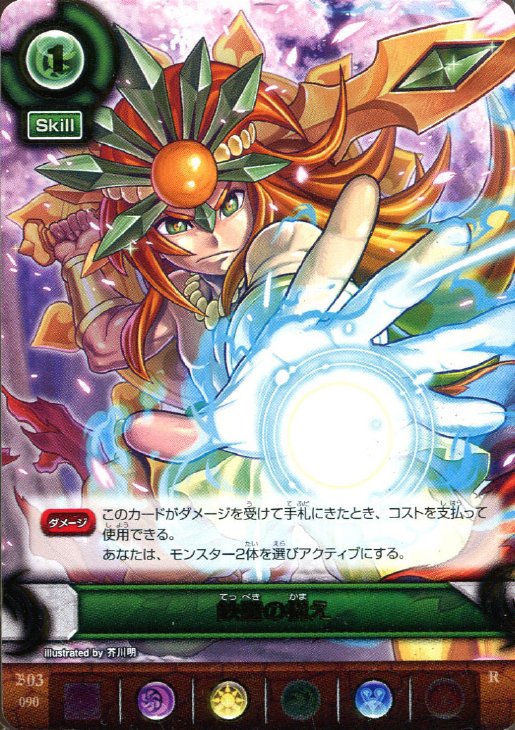 1
Skill
ダメージ
このカードがダメージを受けて手札にきたとき、コストを支払って
使用できる。
あなたは、モンスター2体を選びアクティブにする。
鉄壁の構え
illustrated by 芥川明
B03
090
R